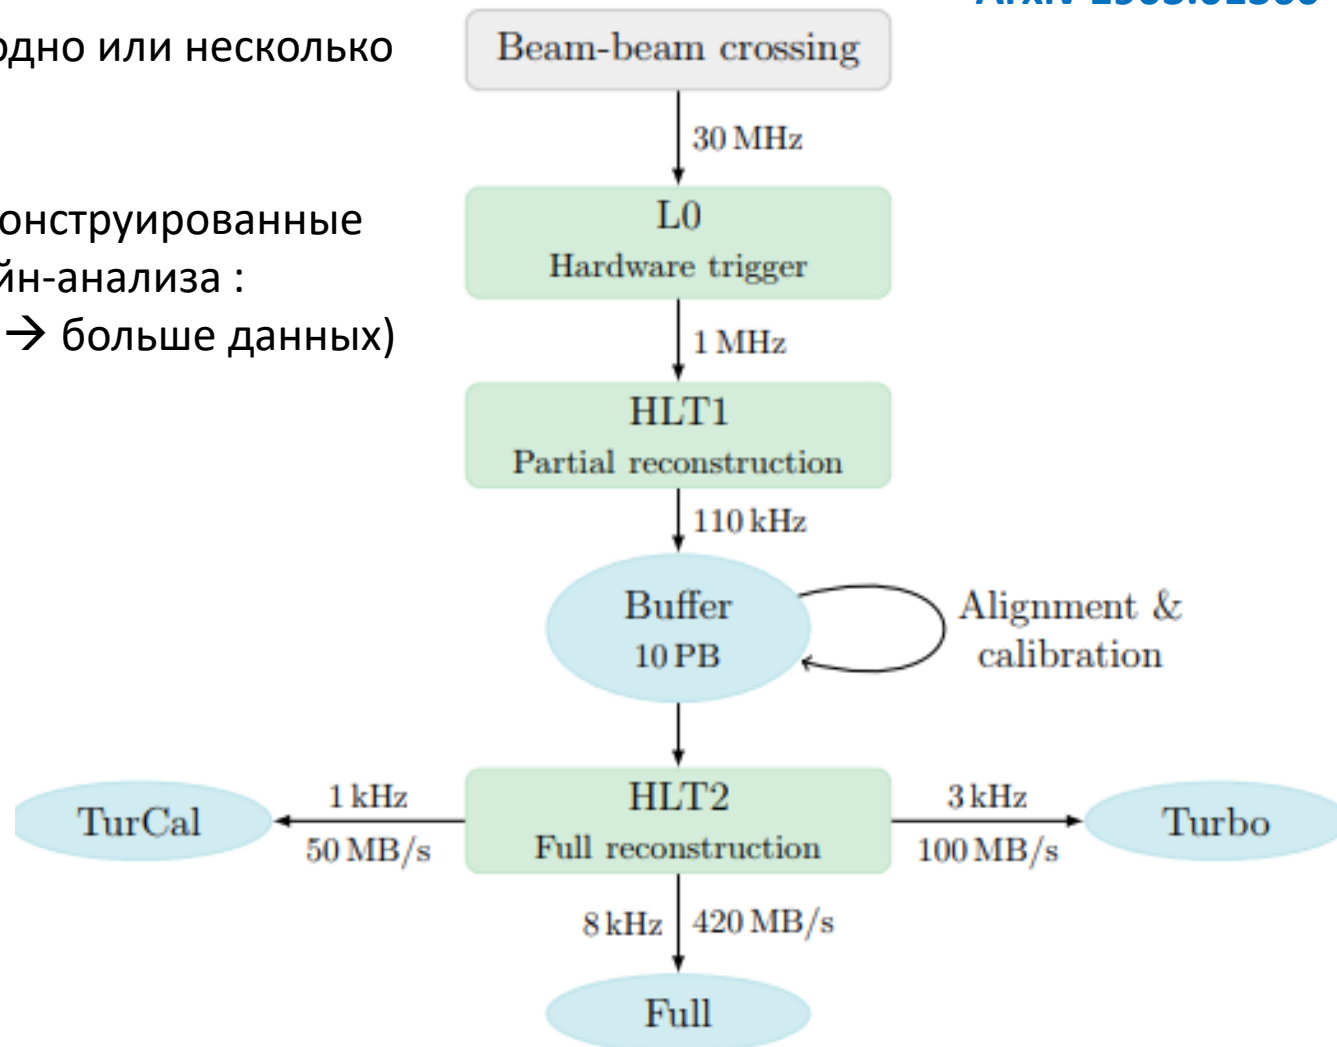 одно или несколько
онструированные
йн-анализа :
→ больше данных)
Beam-beam crossing
30 MHz
L0
Hardware trigger
1 MHz
HLT1
Partial reconstruction
110 kHz
Buffer
10 PB
Alignment &
calibration
TurCal
1 kHz
50 MB/s
HLT2
Full reconstruction
3 kHz
100 MB/s
Turbo
8 kHz
420 MB/s
Full